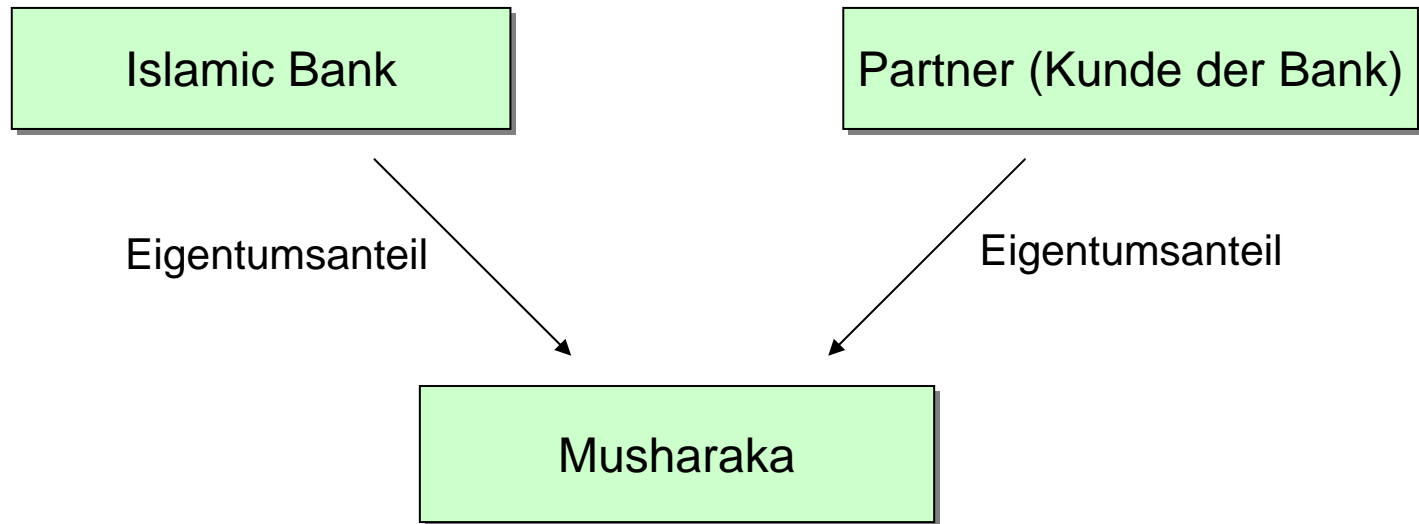 Islamic Bank
Partner (Kunde der Bank)
Eigentumsanteil
Eigentumsanteil
Musharaka